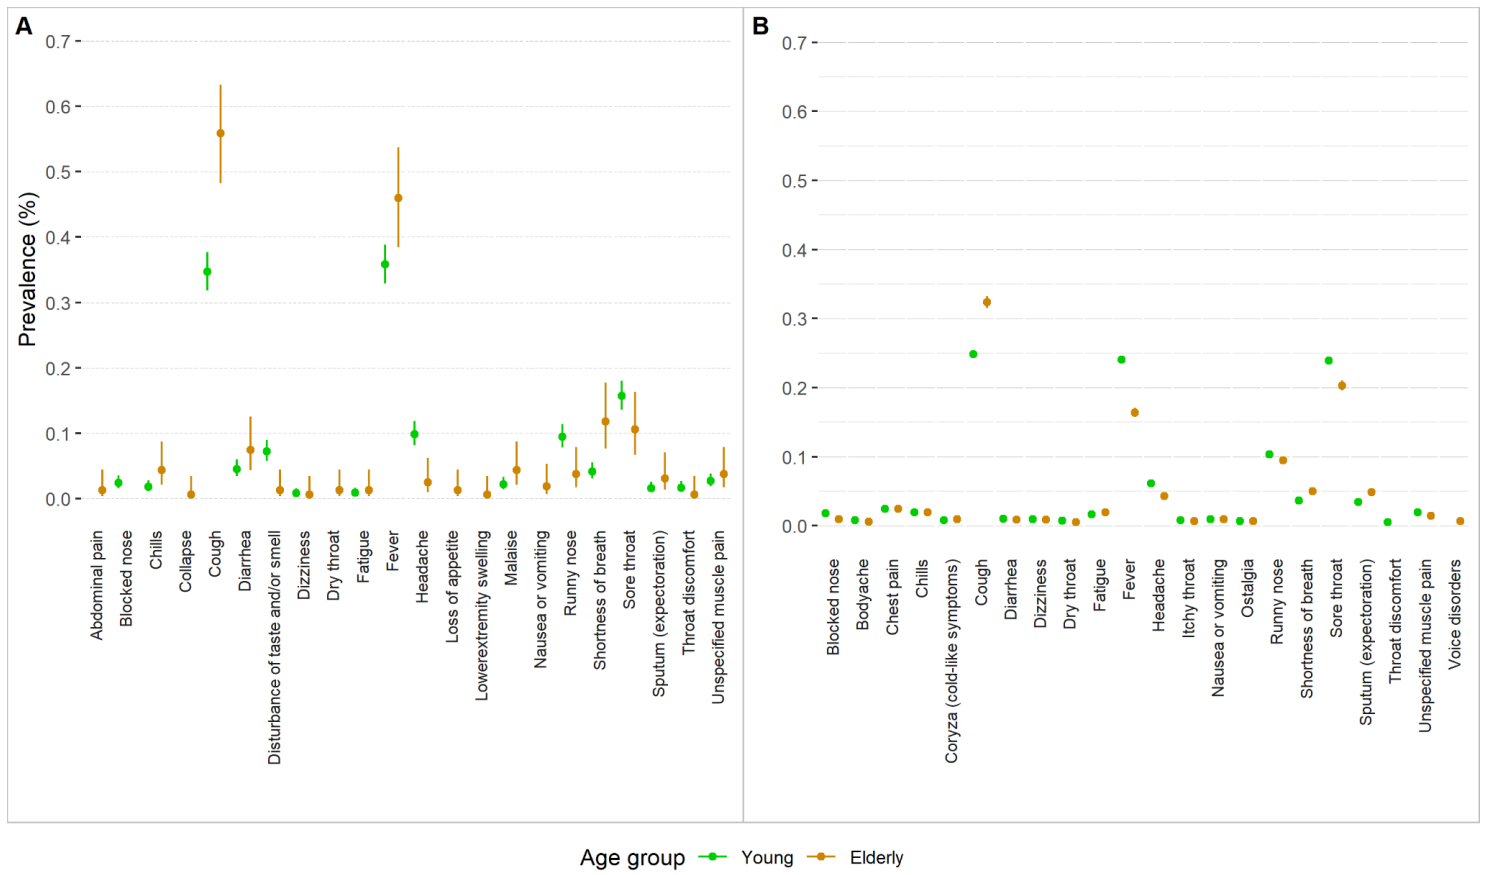 A
B
Prevalence (%)
0.7
0.6
0.5
0.4
0.3
0.2
0.1
0.0
Abdominal pain
Blocked nose
Chills
Collapse
Cough
Diarrhea
Disturbance of taste and/or smell
Dizziness
Dry throat
Fatigue
Fever
Headache
Loss of appetite
Lowerextremity swelling
Malaise
Nausea or vomiting
Runny nose
Shortness of breath
Sore throat
Sputum (expectoration)
Throat discomfort
Unspecified muscle pain
0.7
0.6
0.5
0.4
0.3
0.2
0.1
0.0
Blocked nose
Bodyache
Chest pain
Chills
Coryza (cold-like symptoms)
Cough
Diarrhea
Dizziness
Dry throat
Fatigue
Fever
Headache
Itchy throat
Nausea or vomiting
Ostalgia
Runny nose
Shortness of breath
Sore throat
Sputum (expectoration)
Throat discomfort
Unspecified muscle pain
Voice disorders
Age group Young Elderly